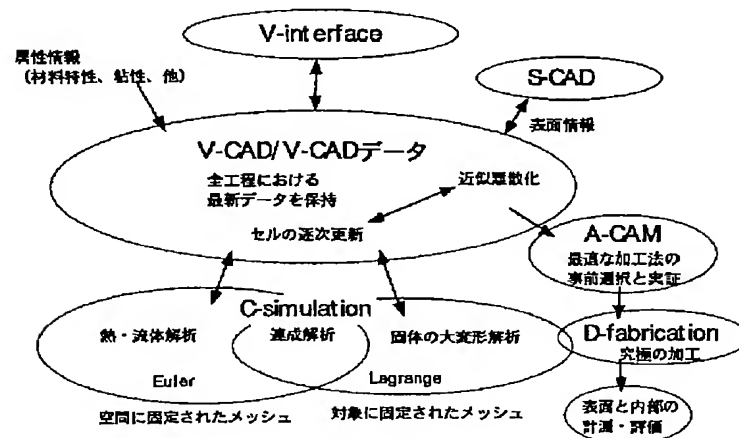 V-interface
属性情報
(材料特性、粘性、他)
S-CAD
表面情報
V-CAD/V-CADデータ
全工程における
最新データを保持
近似関数化
セルの逐次更新
A-CAM
最適な加工法の
事前選択と実証
C-simulation
熱・流体解析
連成解析
固体の大変形解析
D-fabrication
究極の加工
Euler
Lagrange
空間に固定されたメッシュ
対象に固定されたメッシュ
表面と内部の
計測・評価